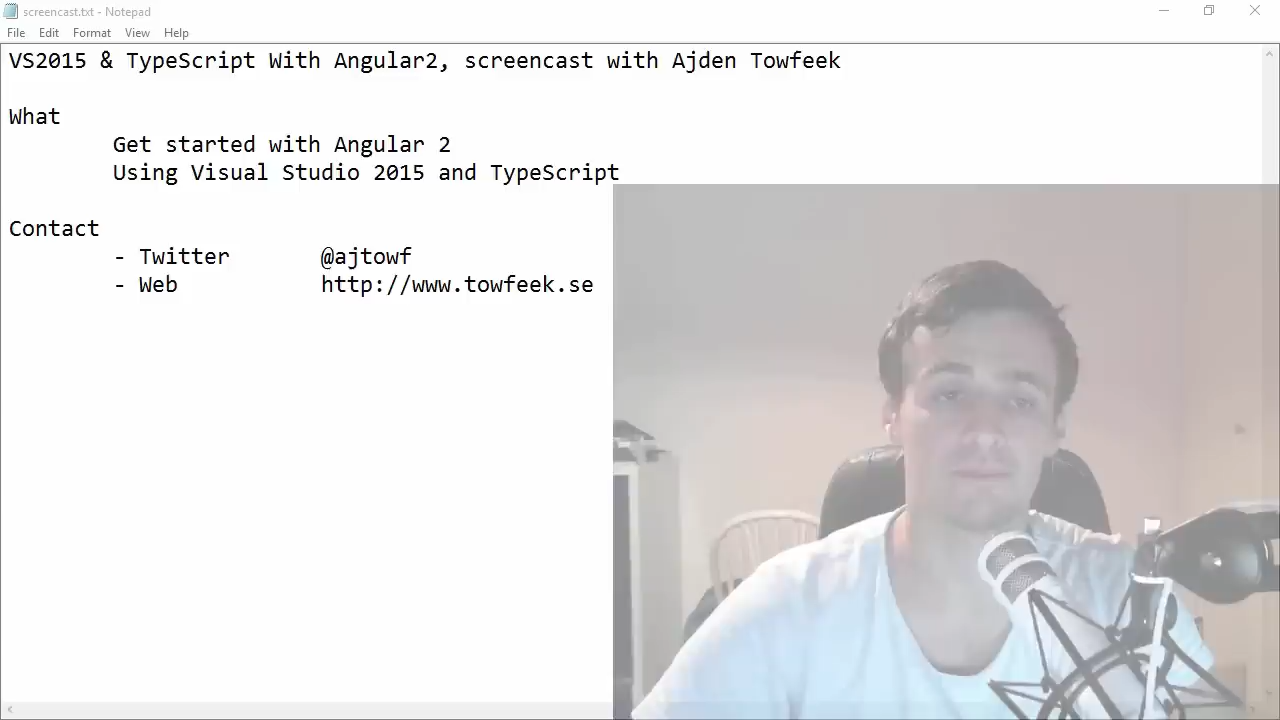 screencast.txt - Notepad
File Edit Format View Help
VS2015 & TypeScript With Angular2, screencast with Ajden Towfeek
What
Get started with Angular 2
Using Visual Studio 2015 and TypeScript
Contact
- Twitter @ajtowf
- Web http://www.towfeek.se